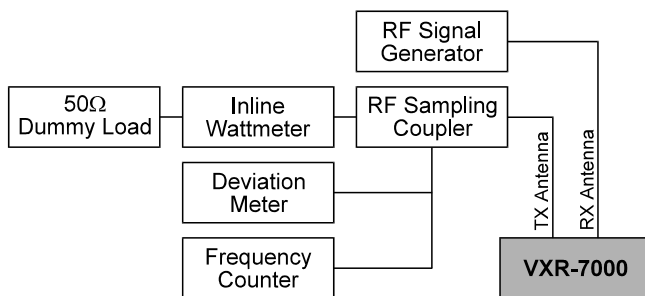 RF Signal
Generator
50Ω
Dummy Load
Inline
Wattmeter
RF Sampling
Coupler
Deviation
Meter
Frequency
Counter
TX Antenna
RX Antenna
VXR-7000